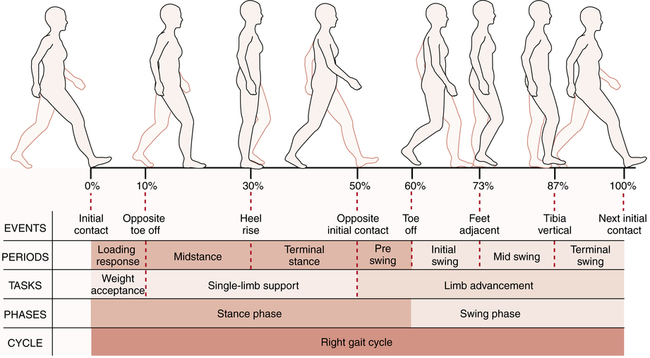 0% 10% 30% 50% 60% 73% 87% 100%
EVENTS
Initial
contact
Opposite
toe off
Heel
rise
Opposite
initial contact
Toe
off
Feet
adjacent
Tibia
vertical
Next initial
contact
PERIODS
Loading
response
Midstance
Terminal
stance
Pre
swing
Initial
swing
Mid swing
Terminal
swing
TASKS
Weight
acceptance
Single-limb support
Limb advancement
PHASES
Stance phase
Swing phase
CYCLE
Right gait cycle